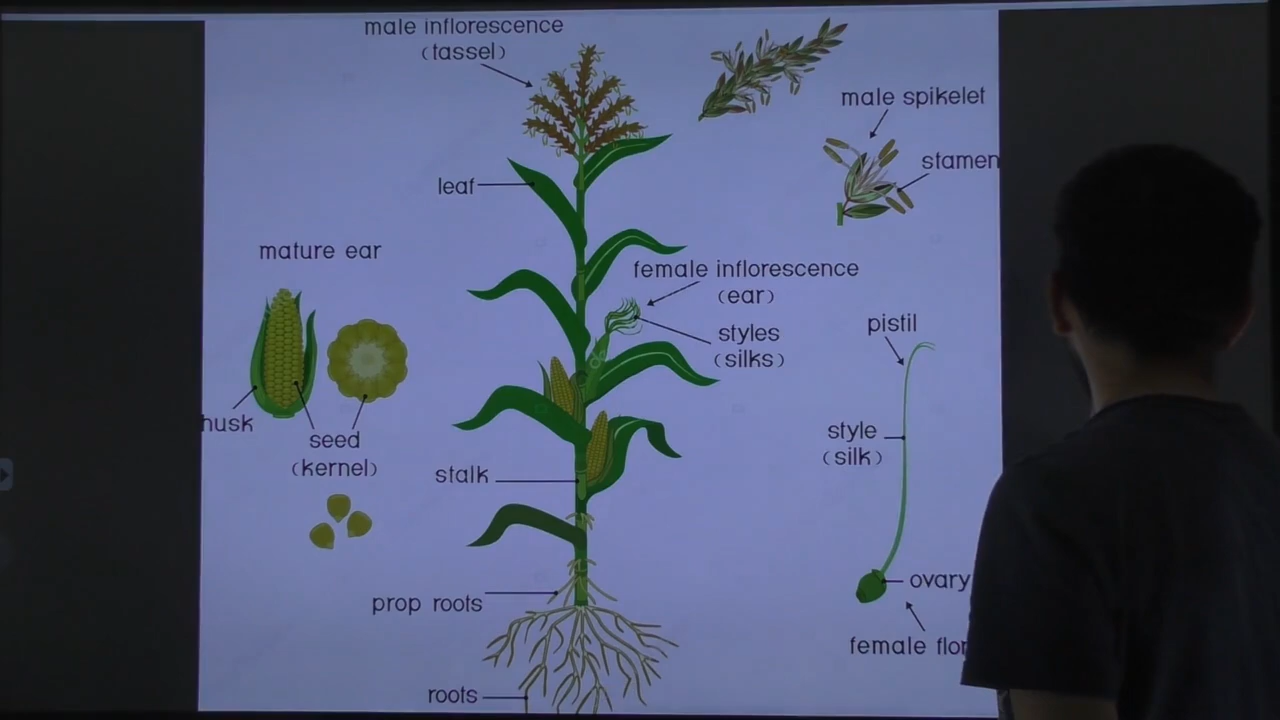 male inflorescence
(tassel)
male spikelet
stamen
leaf
mature ear
female inflorescence
(ear)
styles
(silks)
pistil
husk
seed
(kernel)
style
(silk)
stalk
ovary
prop roots
female
roots